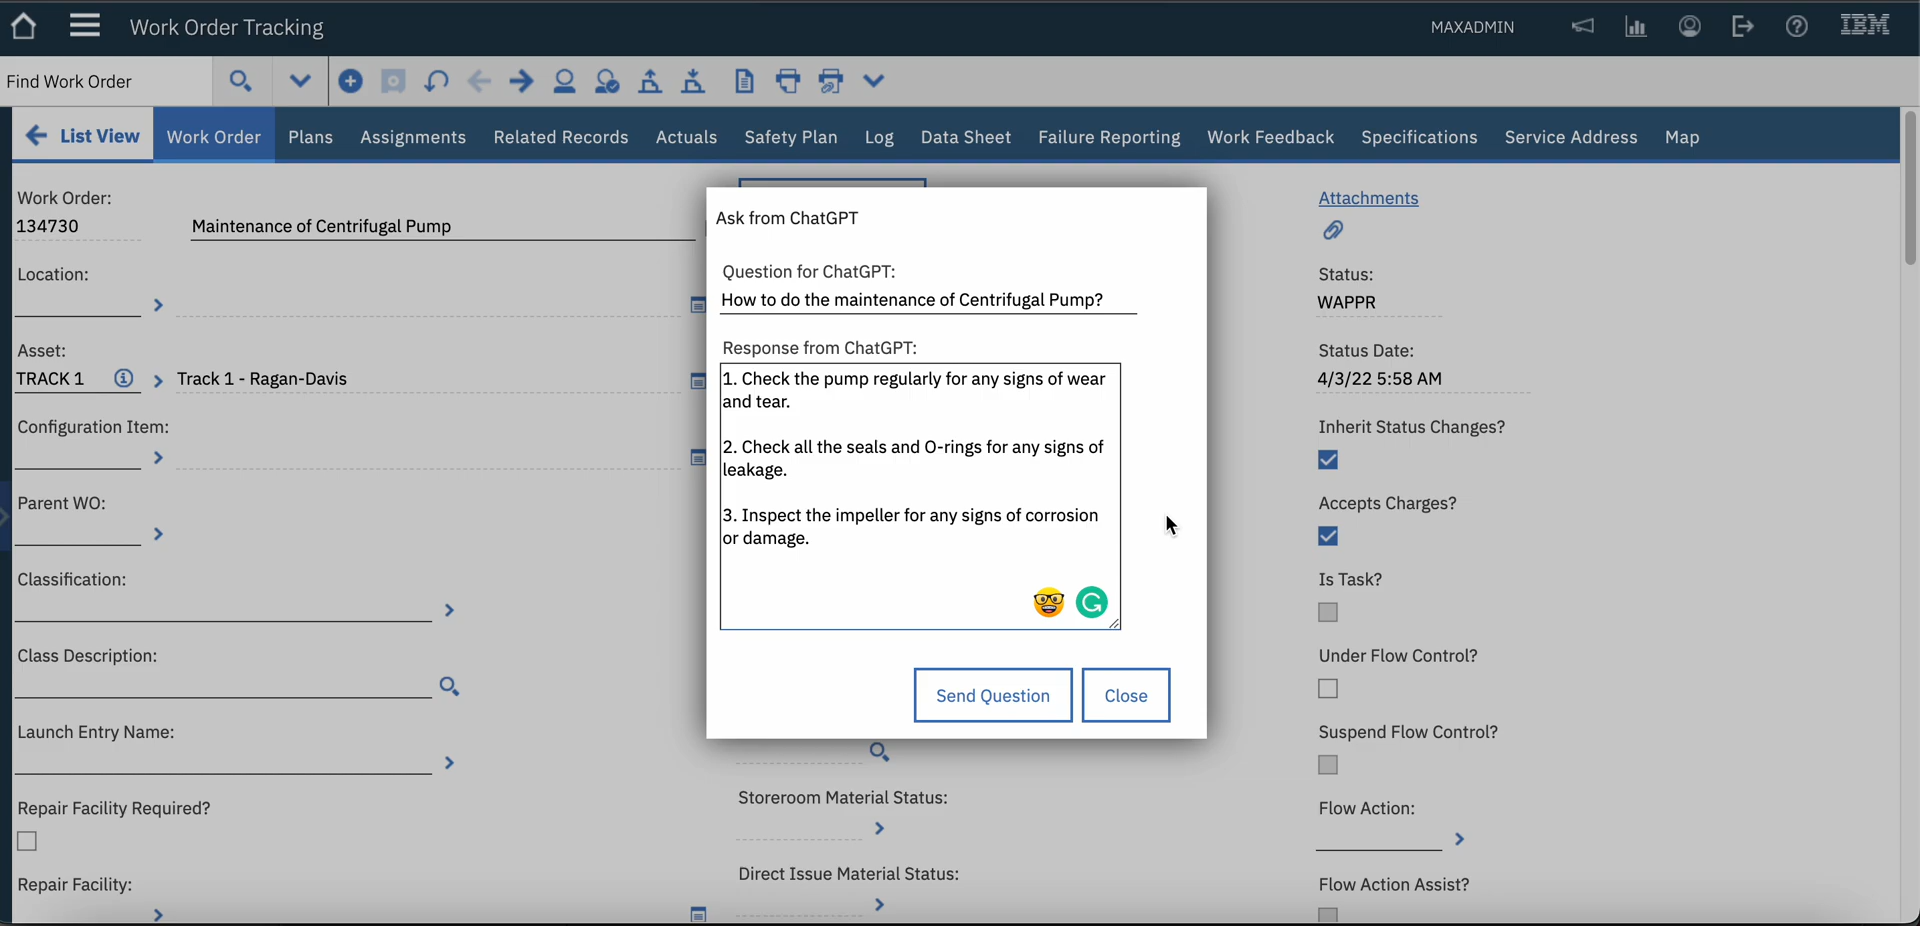 Work Order Tracking
MAXADMIN
IBM
Find Work Order
List View
Work Order
Plans
Assignments
Related Records
Actuals
Safety Plan
Log
Data Sheet
Failure Reporting
Work Feedback
Specifications
Service Address
Map
Work Order:
134730
Maintenance of Centrifugal Pump
Location:
Asset:
TRACK 1
Track 1 - Ragan-Davis
Configuration Item:
Parent WO:
Classification:
Class Description:
Launch Entry Name:
Repair Facility Required?
Repair Facility:
Ask from ChatGPT
Question for ChatGPT:
How to do the maintenance of Centrifugal Pump?
Response from ChatGPT:
1. Check the pump regularly for any signs of wear
and tear.
2. Check all the seals and O-rings for any signs of
leakage.
3. Inspect the impeller for any signs of corrosion
or damage.
Send Question
Close
Storeroom Material Status:
Direct Issue Material Status:
Attachments
Status:
WAPPR
Status Date:
4/3/22 5:58 AM
Inherit Status Changes?
Accepts Charges?
Is Task?
Under Flow Control?
Suspend Flow Control?
Flow Action:
Flow Action Assist?